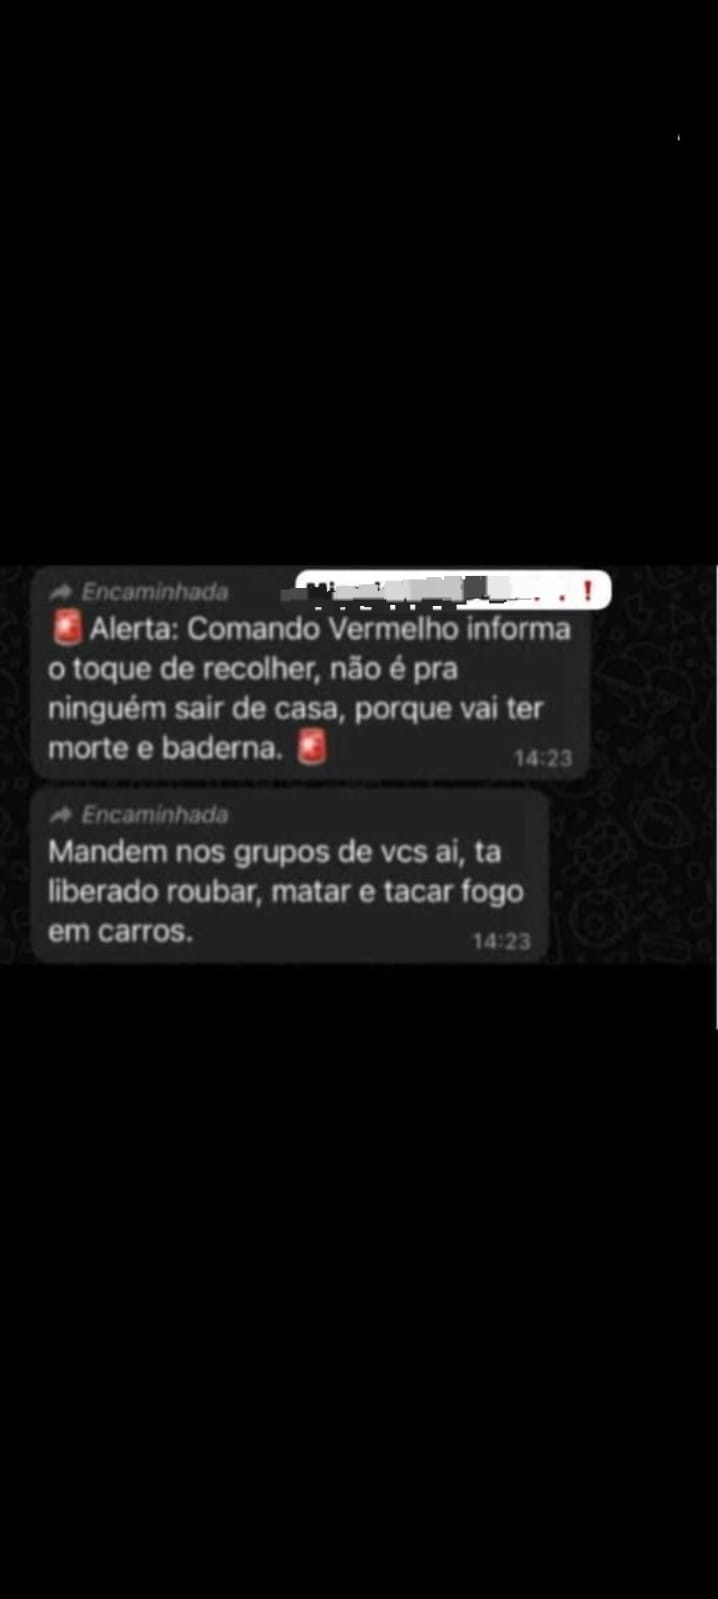 Encaminhada
🚨 Alerta: Comando Vermelho informa
o toque de recolher, não é pra
ninguém sair de casa, porque vai ter
morte e baderna. 🚨
14:23
Encaminhada
Mandem nos grupos de vcs ai, ta
liberado roubar, matar e tacar fogo
em carros.
14:23